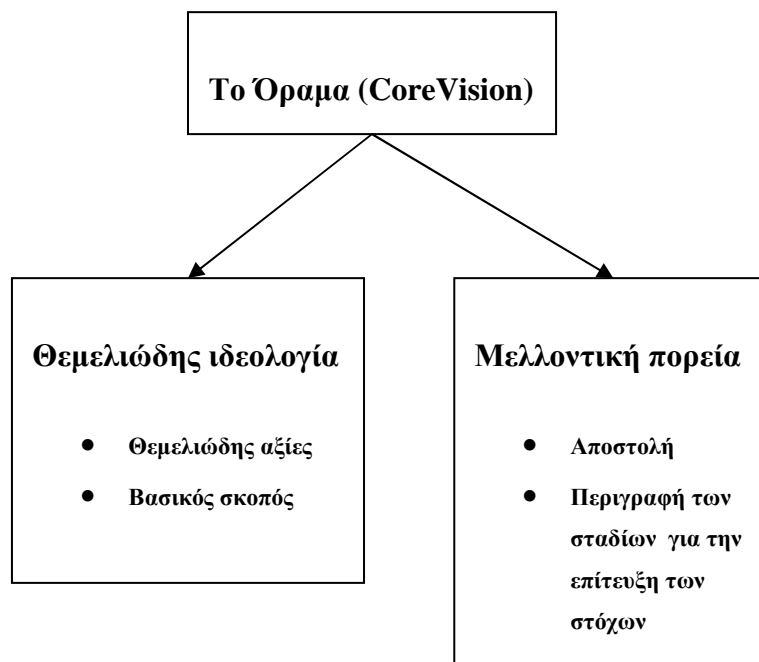 Το Όραμα (CoreVision)
Θεμελιώδης ιδεολογία
• Θεμελιώδης αξίες
• Βασικός σκοπός
Μελλοντική πορεία
• Αποστολή
• Περιγραφή των
σταδίων για την
επίτευξη των
στόχων